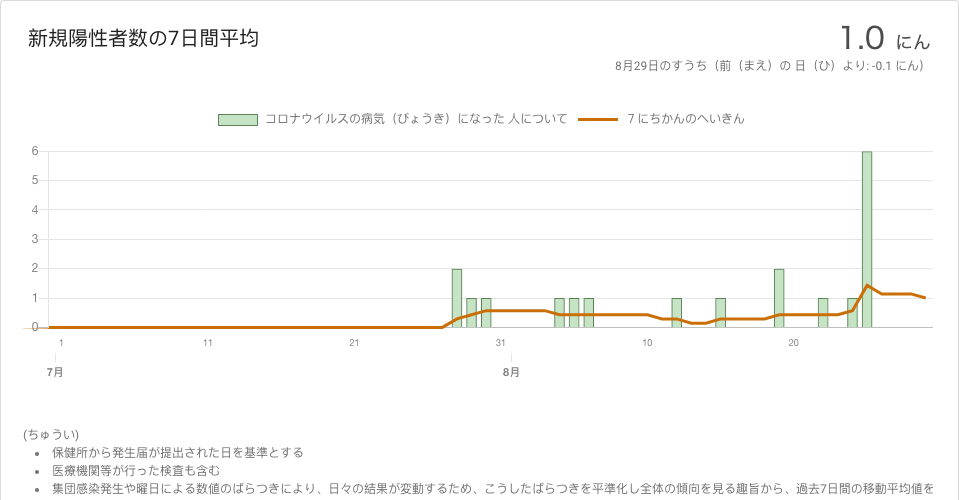 新規陽性者数の7日間平均
1.0 にん
8月29日のすうち（前（まえ）の 日（ひ）より: -0.1 にん）
コロナウイルスの病気（びょうき）になった 人について
7 にちかんのへいきん
6
5
4
3
2
1
0
1 11 21 31 10 20
7月 8月
(ちゅうい)
• 保健所から発生届が提出された日を基準とする
• 医療機関等が行った検査も含む
• 集団感染発生や曜日による数値のばらつきにより、日々の結果が変動するため、こうしたばらつきを平準化し全体の傾向を見る趣旨から、過去7日間の移動平均値を